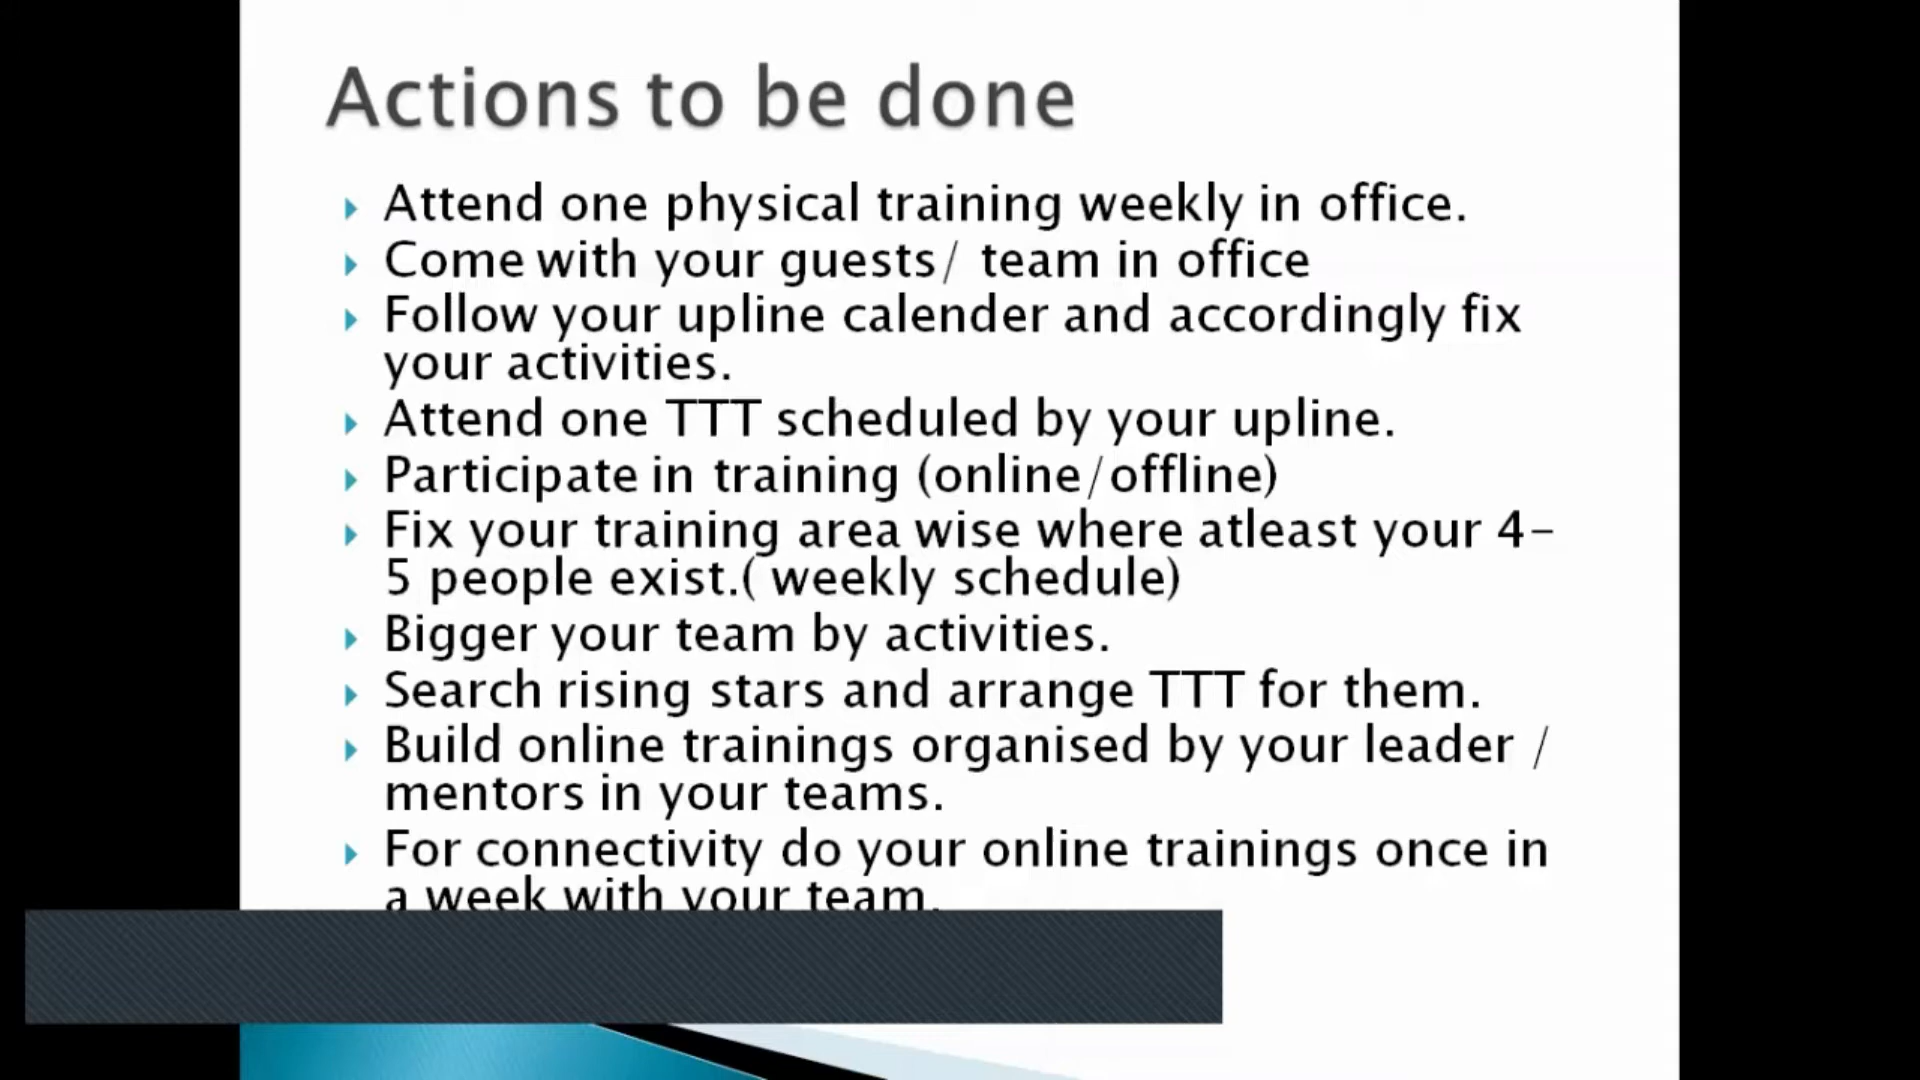 Actions to be done
Attend one physical training weekly in office.
Come with your guests/ team in office
Follow your upline calender and accordingly fix
your activities.
Attend one TTT scheduled by your upline.
Participate in training (online/offline)
Fix your training area wise where atleast your 4-
5 people exist.( weekly schedule)
Bigger your team by activities.
Search rising stars and arrange TTT for them.
Build online trainings organised by your leader /
mentors in your teams.
For connectivity do your online trainings once in
a week with your team.